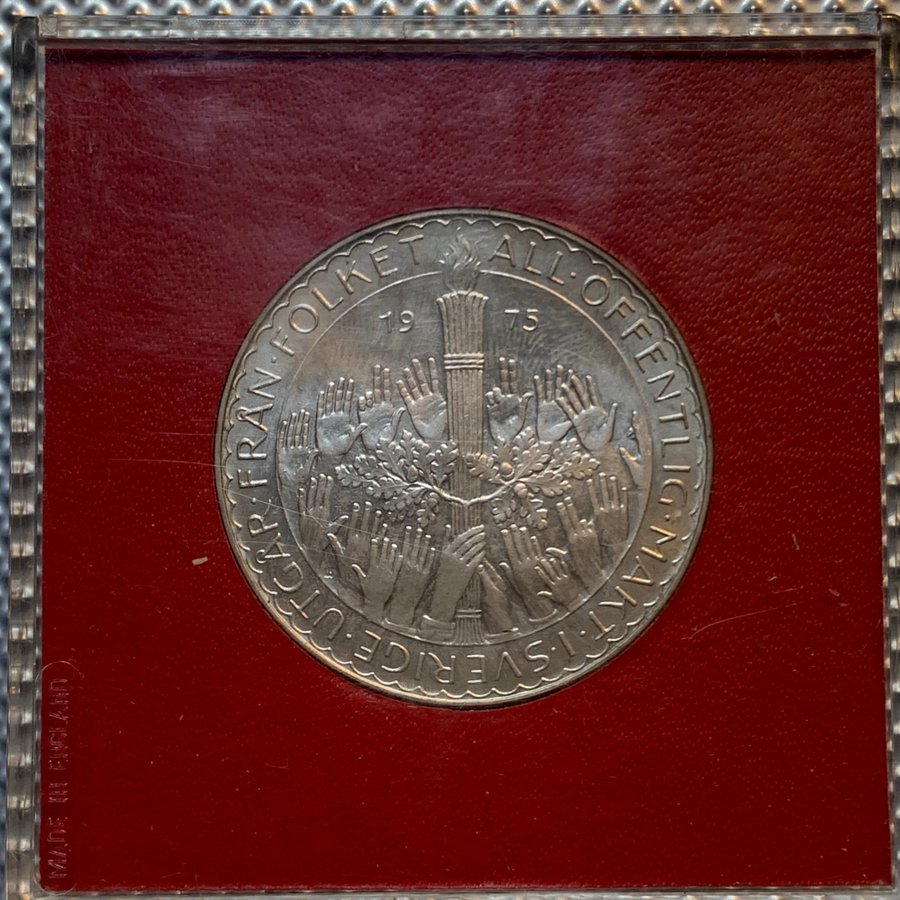 ALL·OFFENTLIG·MAKT·I·SVERIGE·UTGÅR·FRÅN·FOLKET
19 75
MADE IN ENGLAND